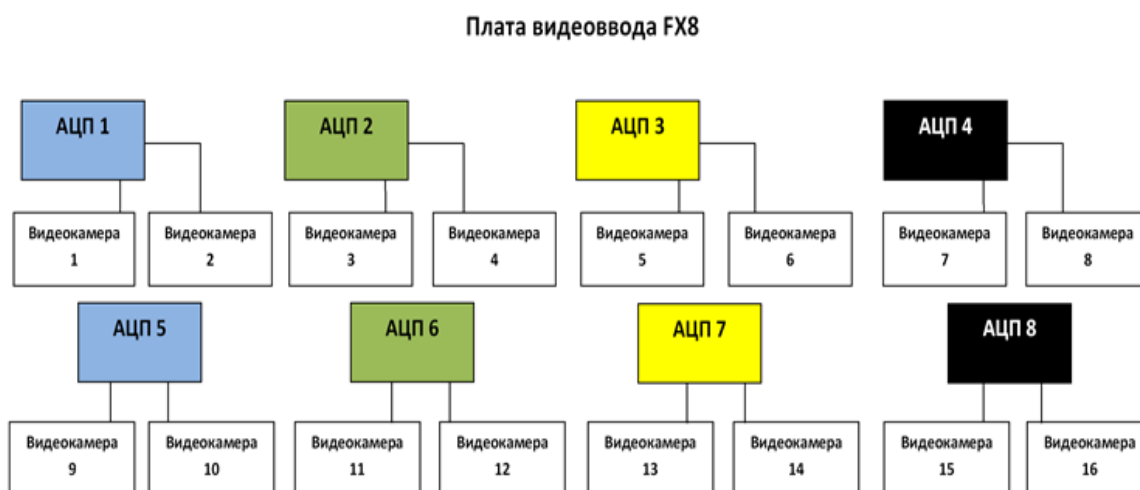 Плата видеоввода FX8
АЦП 1
АЦП 2
АЦП 3
АЦП 4
Видеокамера
1
Видеокамера
2
Видеокамера
3
Видеокамера
4
Видеокамера
5
Видеокамера
6
Видеокамера
7
Видеокамера
8
АЦП 5
АЦП 6
АЦП 7
АЦП 8
Видеокамера
9
Видеокамера
10
Видеокамера
11
Видеокамера
12
Видеокамера
13
Видеокамера
14
Видеокамера
15
Видеокамера
16